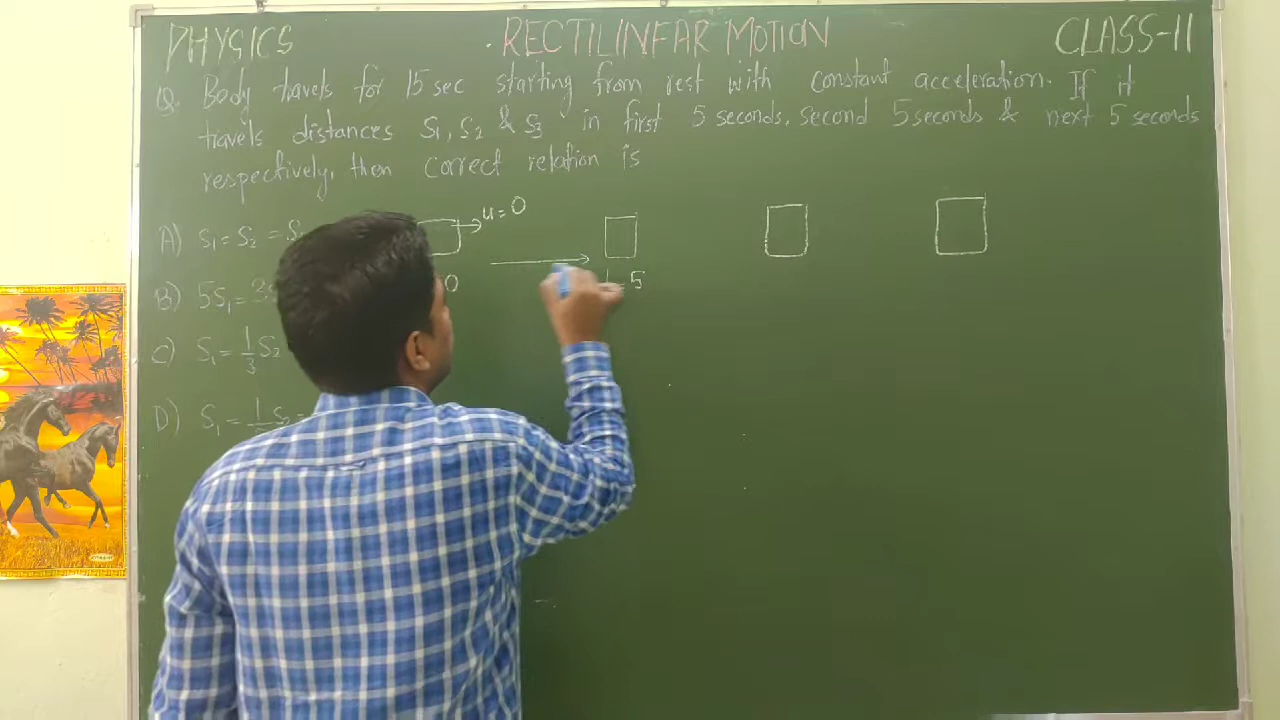 PHYSICS
RECTILINEAR MOTION
CLASS-11
Q. Body travels for 15 sec starting from rest with constant acceleration. If it
travels distances S₁, S₂ & S₃ in first 5 seconds, second 5 seconds & next 5 seconds
respectively, then correct relation is
A) S₁ = S₂ =
B) 5S₁ =
C) S₁ = 1/3 S₂
D) S₁ =
u = 0
0
5